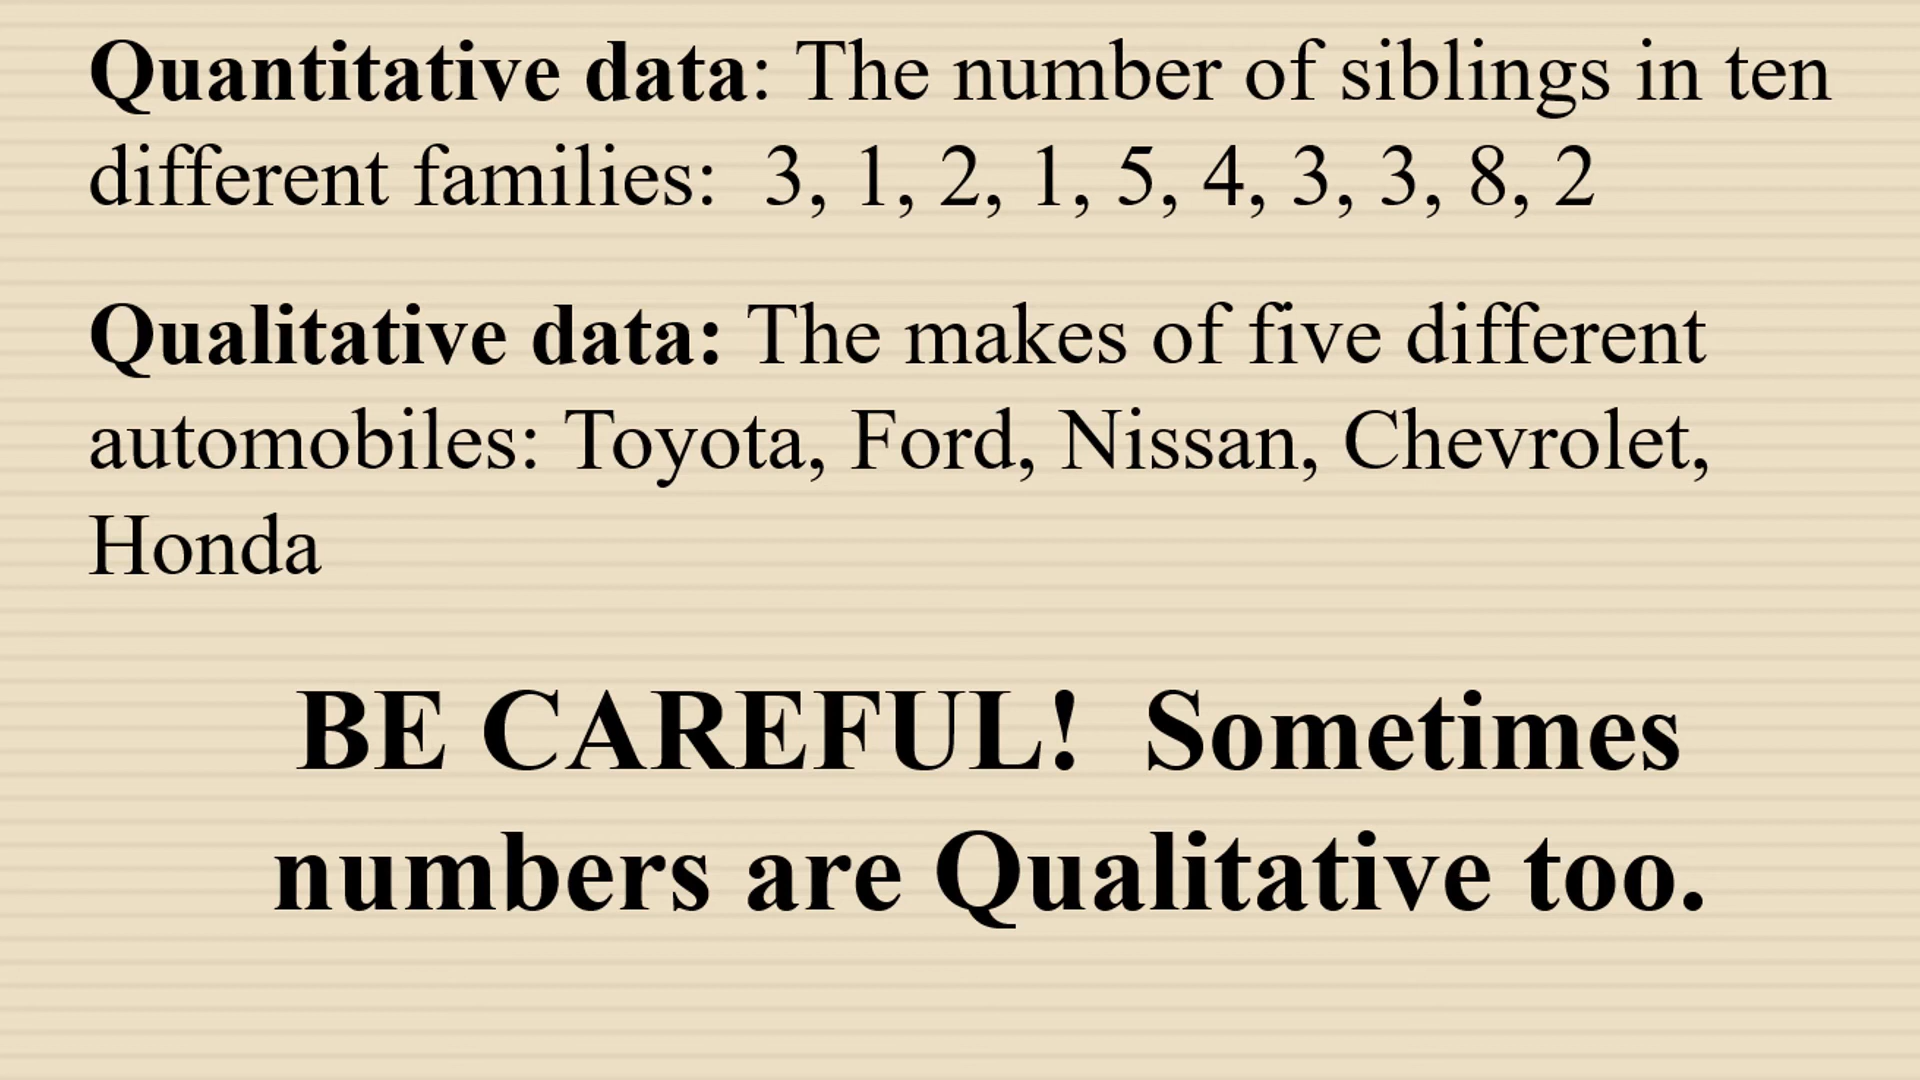 Quantitative data: The number of siblings in ten
different families:  3, 1, 2, 1, 5, 4, 3, 3, 8, 2
Qualitative data: The makes of five different
automobiles: Toyota, Ford, Nissan, Chevrolet,
Honda
BE CAREFUL!  Sometimes
numbers are Qualitative too.